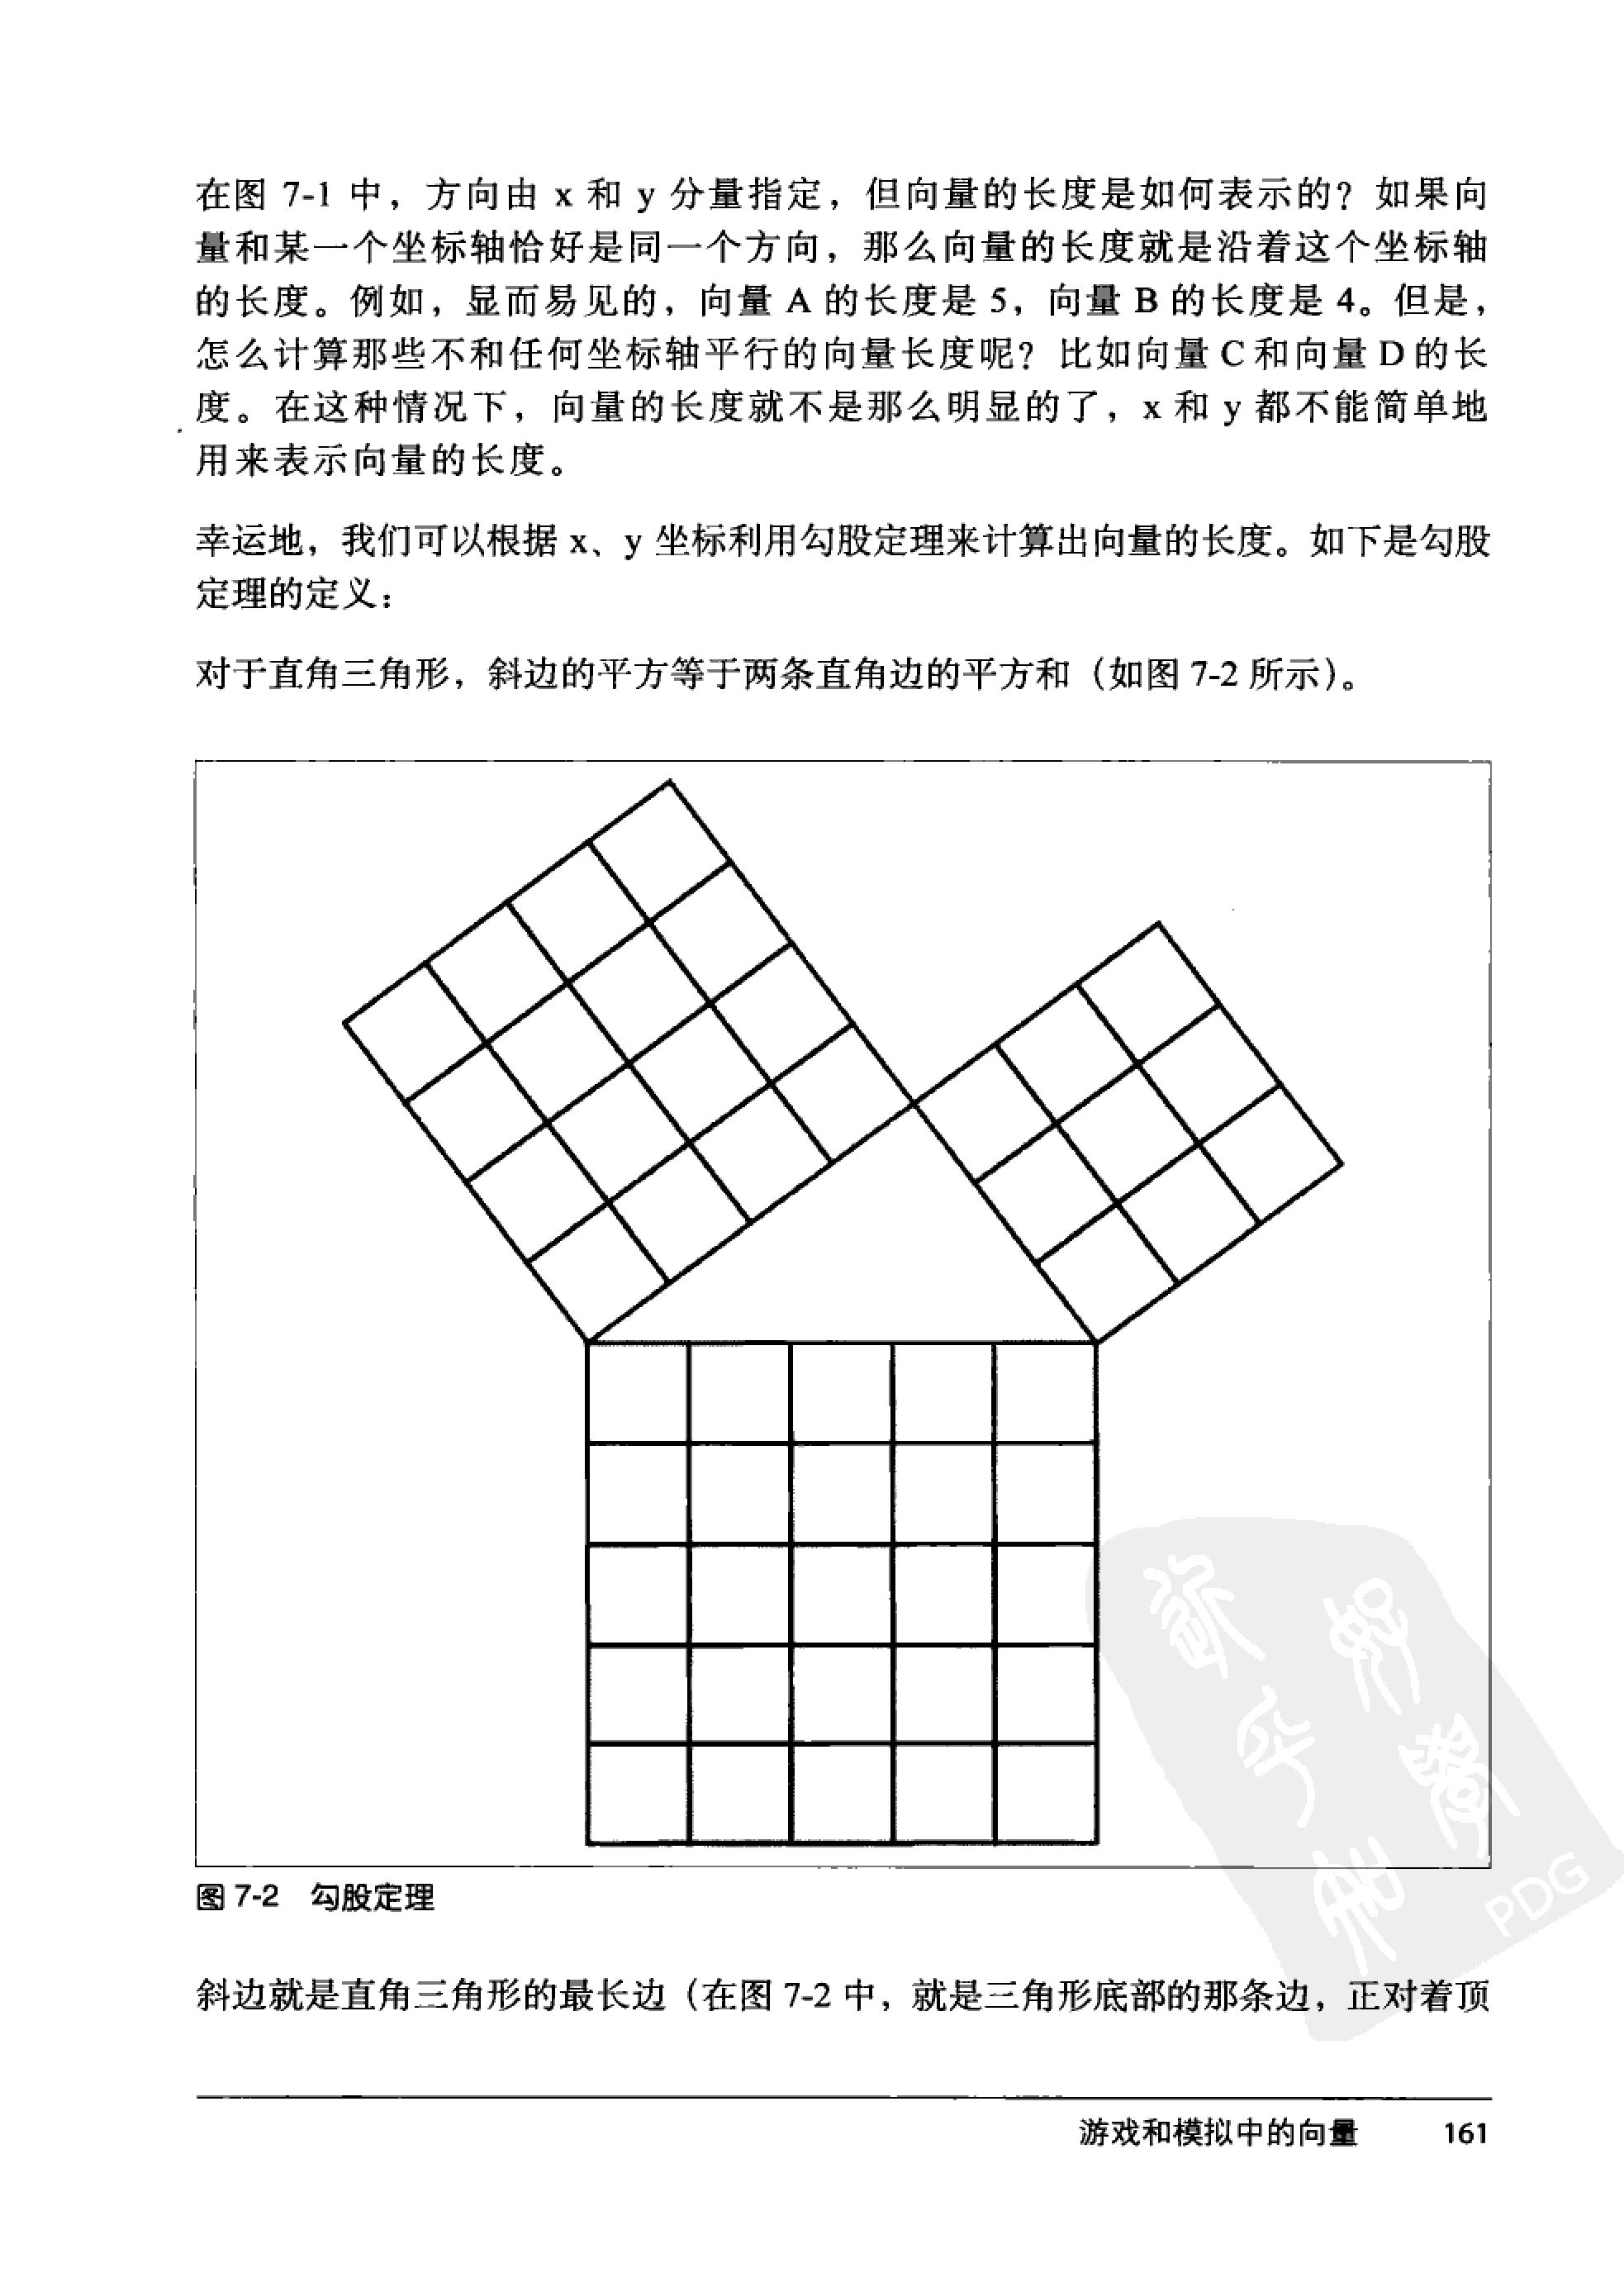 在图 7-1 中，方向由 x 和 y 分量指定，但向量的长度是如何表示的？如果向
量和某一个坐标轴恰好是同一个方向，那么向量的长度就是沿着这个坐标轴
的长度。例如，显而易见的，向量 A 的长度是 5，向量 B 的长度是 4。但是，
怎么计算那些不和任何坐标轴平行的向量长度呢？比如向量 C 和向量 D 的长
度。在这种情况下，向量的长度就不是那么明显的了，x 和 y 都不能简单地
用来表示向量的长度。
幸运地，我们可以根据 x、y 坐标利用勾股定理来计算出向量的长度。如下是勾股
定理的定义：
对于直角三角形，斜边的平方等于两条直角边的平方和（如图 7-2 所示）。
图 7-2 勾股定理
斜边就是直角三角形的最长边（在图 7-2 中，就是三角形底部的那条边，正对着顶
PDG
游戏和模拟中的向量 161